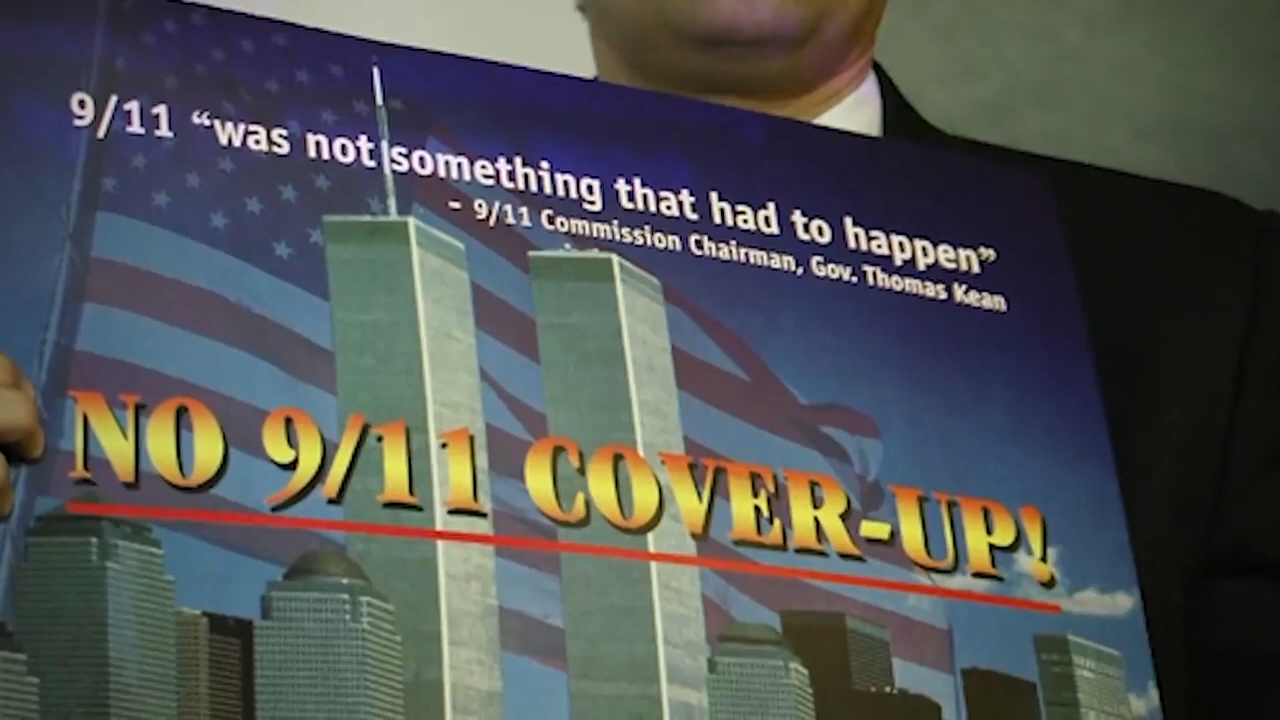 9/11 “was not something that had to happen”
- 9/11 Commission Chairman, Gov. Thomas Kean
NO 9/11 COVER-UP!